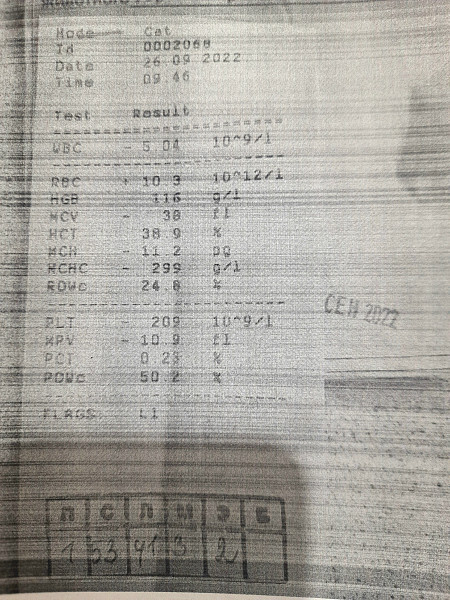 Mode Cat
Id 0002068
Date 26.09.2022
Time 09.46
Test Result
WBC - 5.04 10^9/l
RBC + 10.3 10^12/l
HGB 116 g/l
MCV - 38 fl
HCT 38.9 %
MCH - 11.2 pg
MCHC - 299 g/l
RDWc 24.8 %
СЕН 2022
PLT - 209 10^9/l
MPV - 10.9 fl
PCT 0.23 %
PDWc 50.2 %
FLAGS: L1
П С Л М Э Б
1 53 41 3 2